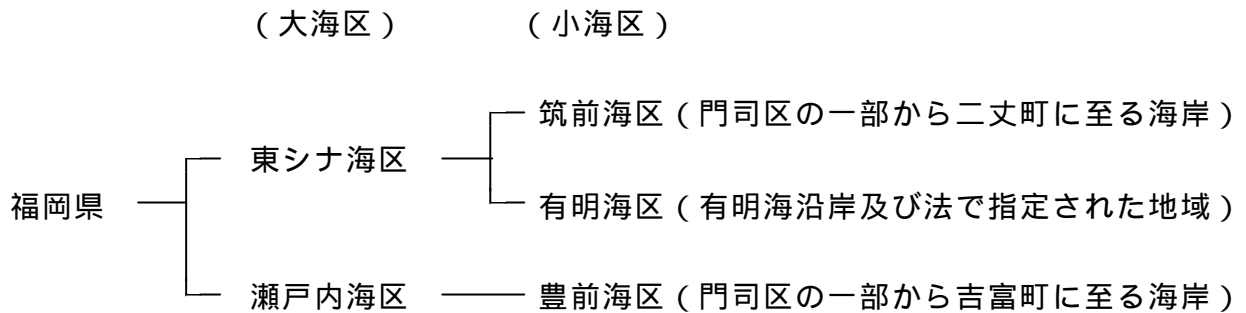 （大海区） （小海区）
筑前海区（門司区の一部から二丈町に至る海岸）
東シナ海区
福岡県
有明海区（有明海沿岸及び法で指定された地域）
瀬戸内海区 豊前海区（門司区の一部から吉富町に至る海岸）